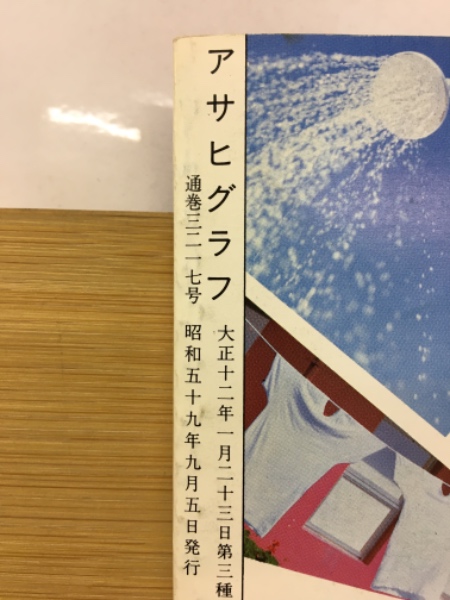 アサヒグラフ
大正十二年一月二十三日第三種
通巻三二一七号 昭和五十九年九月五日発行